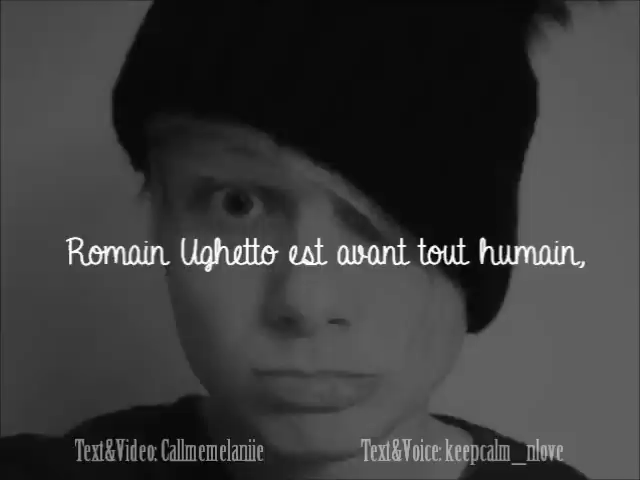 Romain Ughetto est avant tout humain,
Text&Video: Callmemelaniie
Text&Voice: keepcalm_nlove